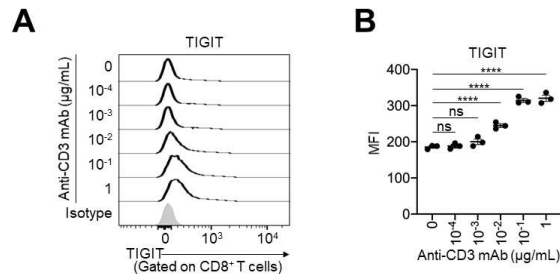 A
TIGIT
Anti-CD3 mAb (μg/mL)
0
10-4
10-3
10-2
10-1
1
Isotype
0
10³
10⁴
TIGIT
(Gated on CD8⁺ T cells)
B
TIGIT
****
****
****
ns
ns
MFI
400
300
200
100
0
0
10-4
10-3
10-2
10-1
1
Anti-CD3 mAb (μg/mL)